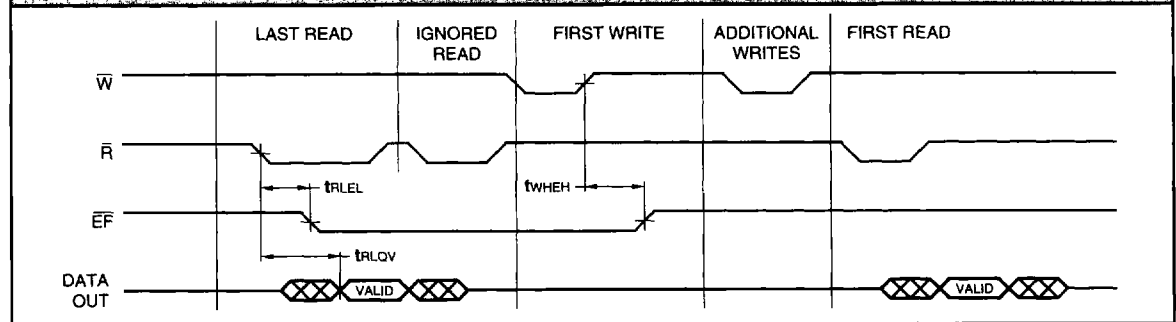 LAST READ
IGNORED
READ
FIRST WRITE
ADDITIONAL
WRITES
FIRST READ
W
R
tRLEL
tWHEH
EF
tRLQV
DATA
OUT
VALID
VALID